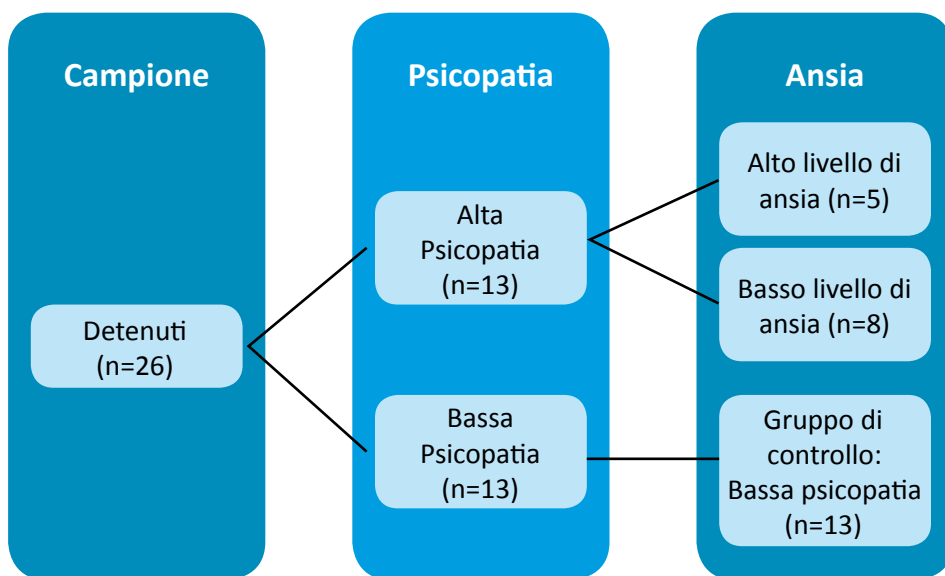 Campione
Psicopatia
Ansia
Detenuti
(n=26)
Alta
Psicopatia
(n=13)
Bassa
Psicopatia
(n=13)
Alto livello di
ansia (n=5)
Basso livello di
ansia (n=8)
Gruppo di
controllo:
Bassa psicopatia
(n=13)